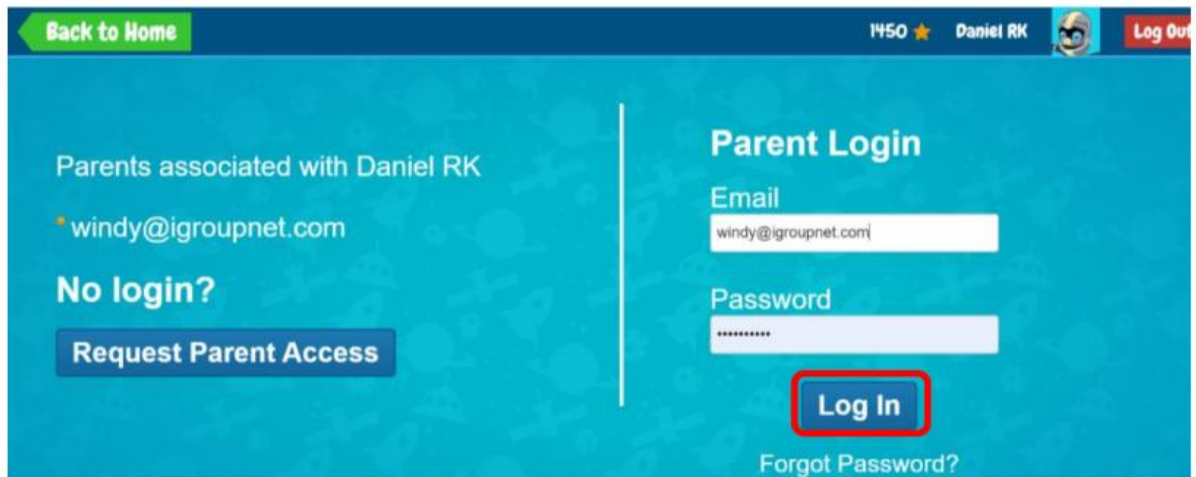 Back to Home
1450 Daniel RK
Log Out
Parents associated with Daniel RK
windy@igroupnet.com
No login?
Request Parent Access
Parent Login
Email
windy@igroupnet.com
Password
••••••••••
Log In
Forgot Password?